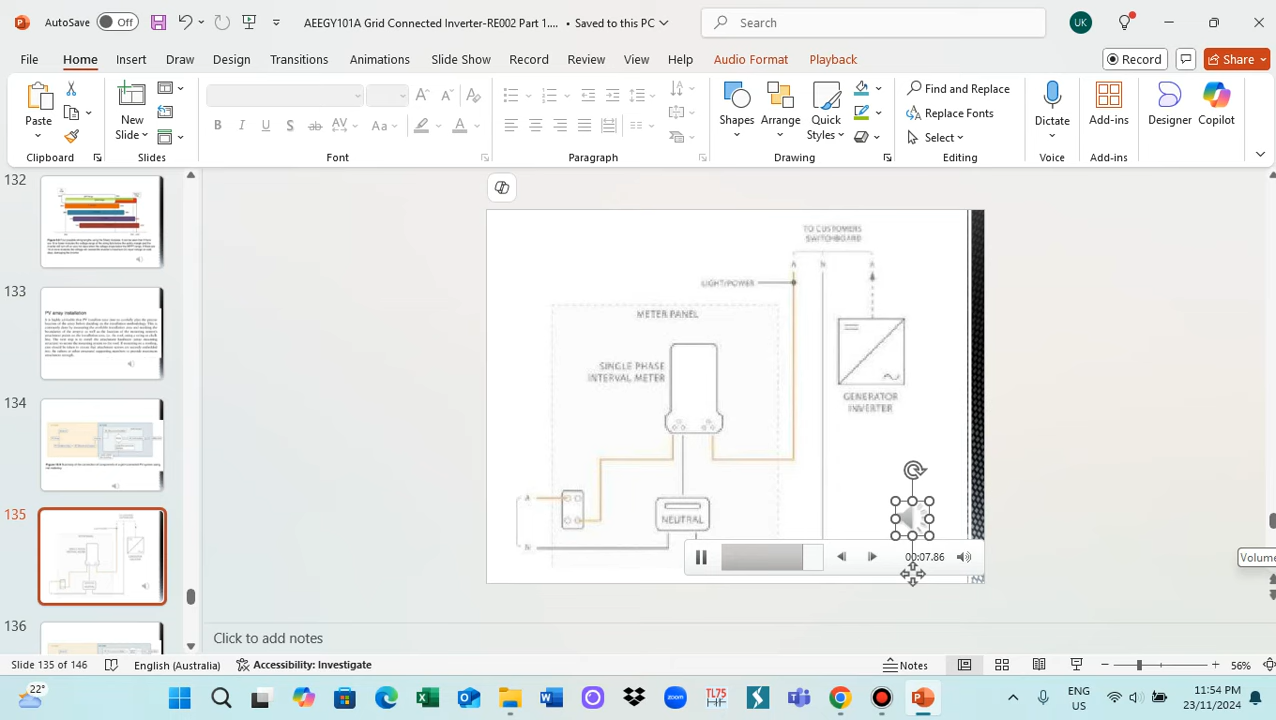 AutoSave Off AEEGY101A Grid Connected Inverter-RE002 Part 1.... • Saved to this PC Search UK
File Home Insert Draw Design Transitions Animations Slide Show Record Review View Help Audio Format Playback Record Share
Paste New Slide Shapes Arrange Quick Styles Find and Replace Replace Fonts Select Dictate Add-ins Designer Copilot
B I U S ab AV Aa A
Clipboard Slides Font Paragraph Drawing Editing Voice Add-ins
132
133
PV array installation
134
135
136
TO CUSTOMERS
SWITCHBOARD
A N A
LIGHT/POWER
METER PANEL
SINGLE PHASE
INTERVAL METER
GENERATOR
INVERTER
A
NEUTRAL
N
00:07.86
Volume
Click to add notes
Slide 135 of 146 English (Australia) Accessibility: Investigate Notes 56%
22° zoom TL75 ENG US 11:54 PM 23/11/2024